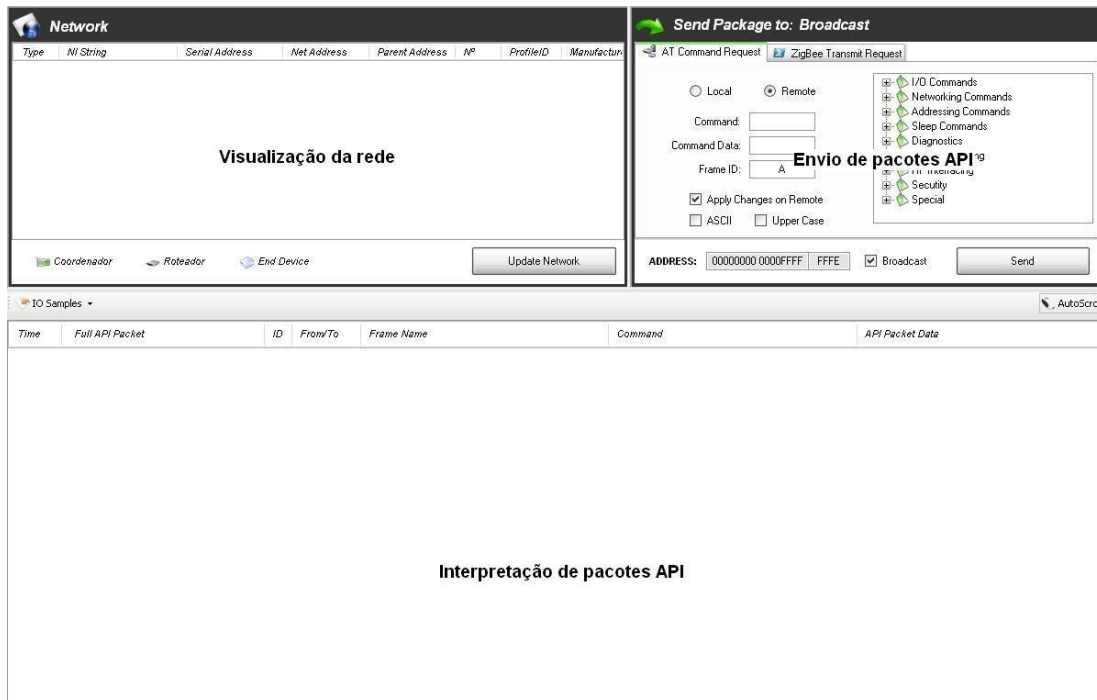 Network
Type NI String Serial Address Net Address Parent Address Nº ProfileID Manufacture
Visualização da rede
Coordenador Roteador End Device Update Network
Send Package to: Broadcast
AT Command Request ZigBee Transmit Request
Local Remote
Command:
Command Data:
Frame ID: A
Apply Changes on Remote
ASCII Upper Case
I/O Commands
Networking Commands
Addressing Commands
Sleep Commands
Diagnostics
Envio de pacotes API
Secutity
Special
ADDRESS: 00000000 0000FFFF FFFE Broadcast Send
IO Samples AutoScro
Time Full API Packet ID From/To Frame Name Command API Packet Data
Interpretação de pacotes API